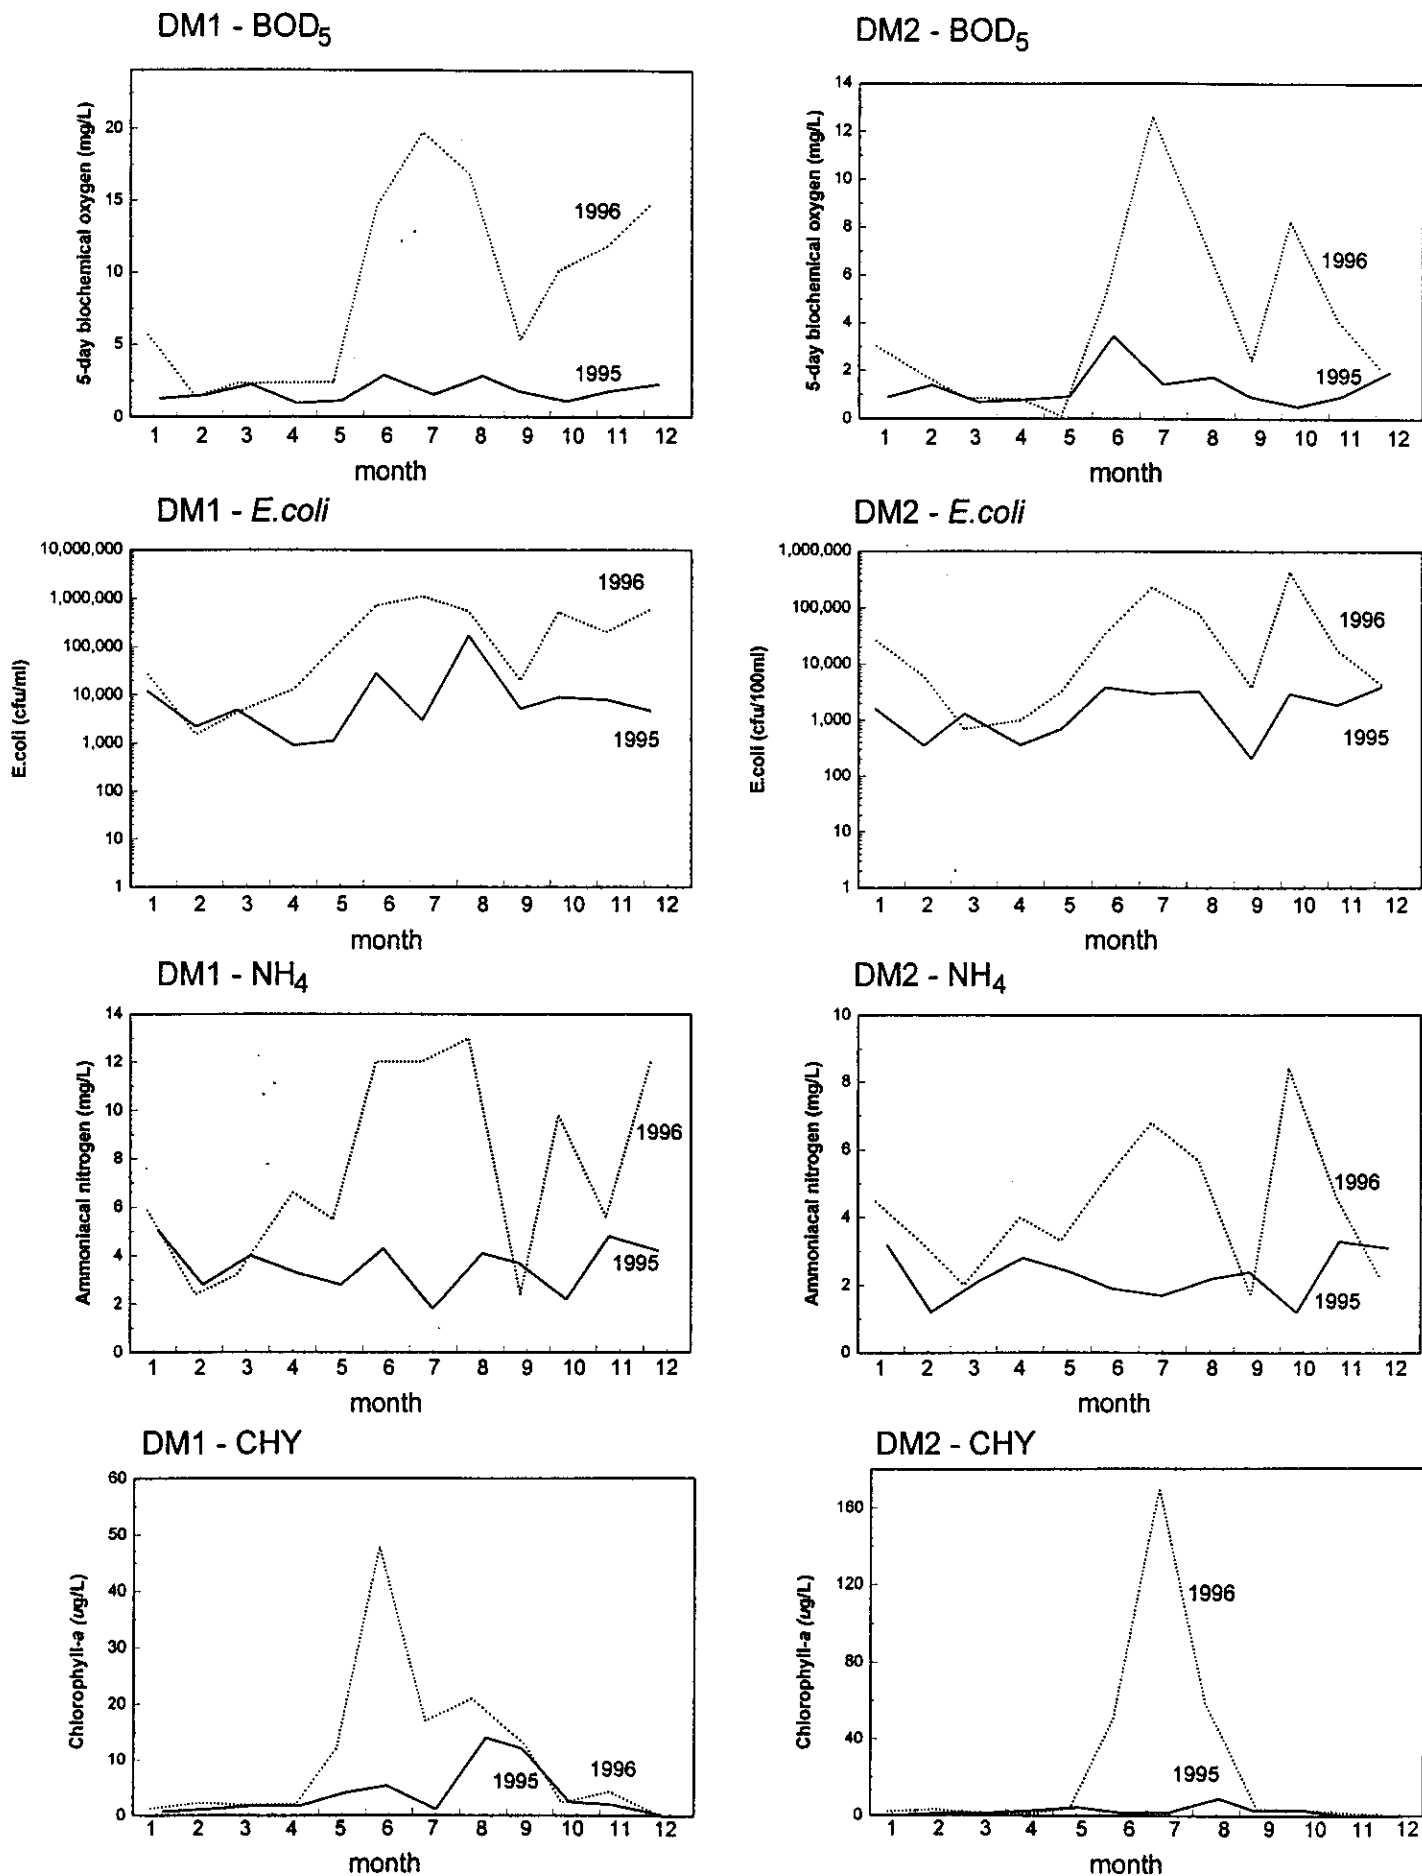 DM1 - BOD5
5-day biochemical oxygen (mg/L)
20
15
10
5
0
1996
1995
1 2 3 4 5 6 7 8 9 10 11 12
month
DM2 - BOD5
5-day biochemical oxygen (mg/L)
14
12
10
8
6
4
2
0
1996
1995
1 2 3 4 5 6 7 8 9 10 11 12
month
DM1 - E.coli
E.coli (cfu/ml)
10,000,000
1,000,000
100,000
10,000
1,000
100
10
1
1996
1995
1 2 3 4 5 6 7 8 9 10 11 12
month
DM2 - E.coli
E.coli (cfu/100ml)
1,000,000
100,000
10,000
1,000
100
10
1
1996
1995
1 2 3 4 5 6 7 8 9 10 11 12
month
DM1 - NH4
Ammoniacal nitrogen (mg/L)
14
12
10
8
6
4
2
0
1996
1995
1 2 3 4 5 6 7 8 9 10 11 12
month
DM2 - NH4
Ammoniacal nitrogen (mg/L)
10
8
6
4
2
0
1996
1995
1 2 3 4 5 6 7 8 9 10 11 12
month
DM1 - CHY
Chlorophyll-a (ug/L)
60
50
40
30
20
10
0
1995
1996
1 2 3 4 5 6 7 8 9 10 11 12
month
DM2 - CHY
Chlorophyll-a (ug/L)
160
120
80
40
0
1996
1995
1 2 3 4 5 6 7 8 9 10 11 12
month